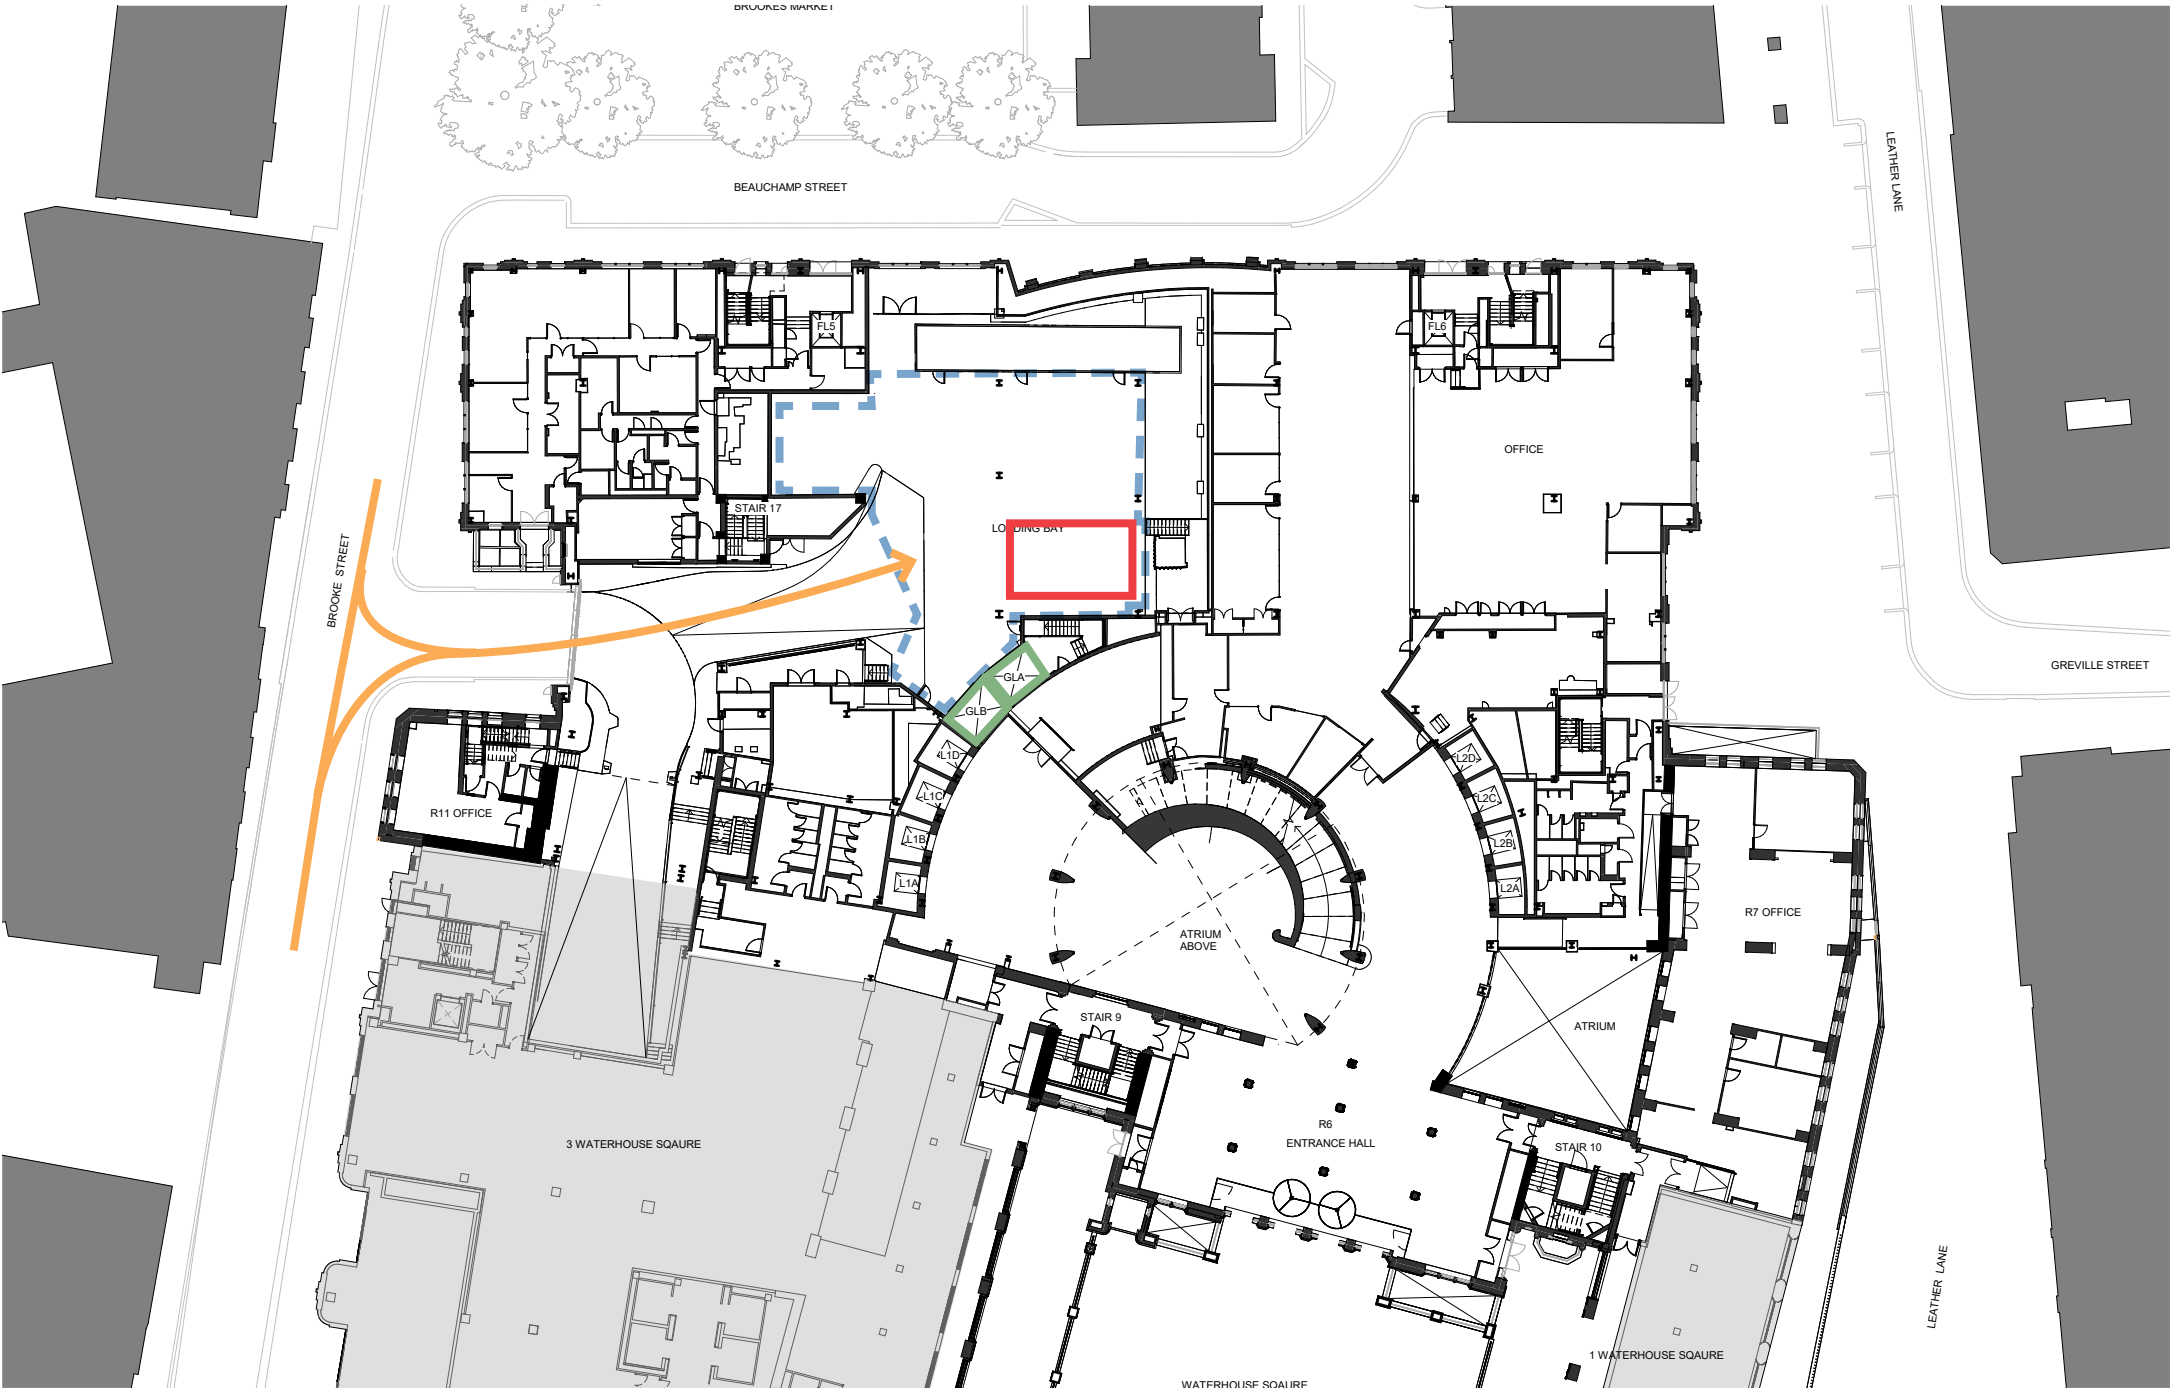 BROOKES MARKET
BEAUCHAMP STREET
LEATHER LANE
FL5
FL6
OFFICE
STAIR 17
LOADING BAY
BROOKE STREET
GREVILLE STREET
GLA
GLB
L1D
L2D
L1C
L2C
R11 OFFICE
L1B
L2B
L1A
L2A
R7 OFFICE
ATRIUM
ABOVE
STAIR 9
ATRIUM
R6
ENTRANCE HALL
3 WATERHOUSE SQAURE
STAIR 10
LEATHER LANE
1 WATERHOUSE SQAURE
WATERHOUSE SQAURE